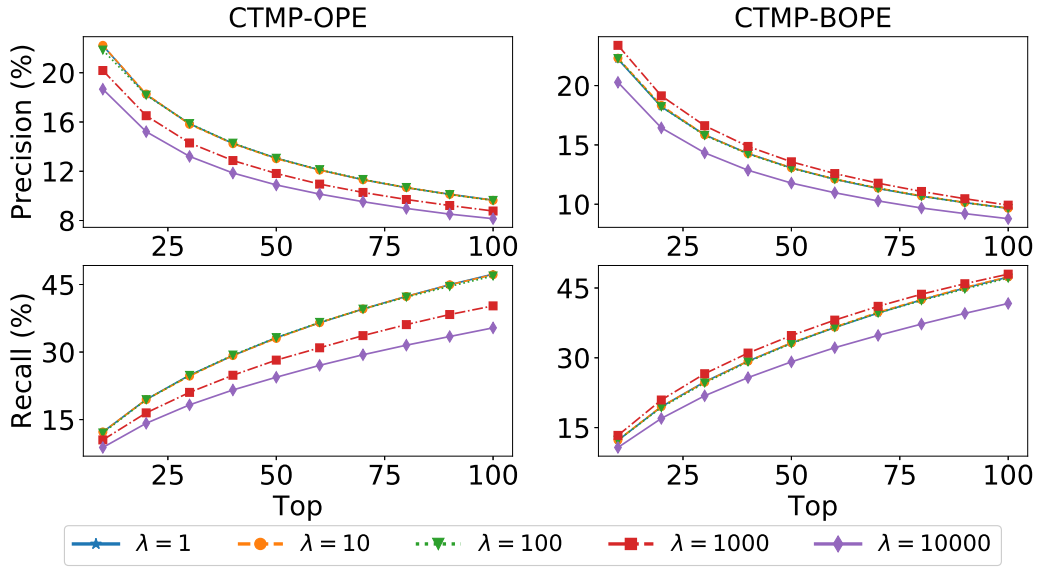 CTMP-OPE CTMP-BOPE
Precision (%)
20
16
12
8
25 50 75 100
20
15
10
25 50 75 100
Recall (%)
45
30
15
25 50 75 100
Top
45
30
15
25 50 75 100
Top
λ = 1 λ = 10 λ = 100 λ = 1000 λ = 10000